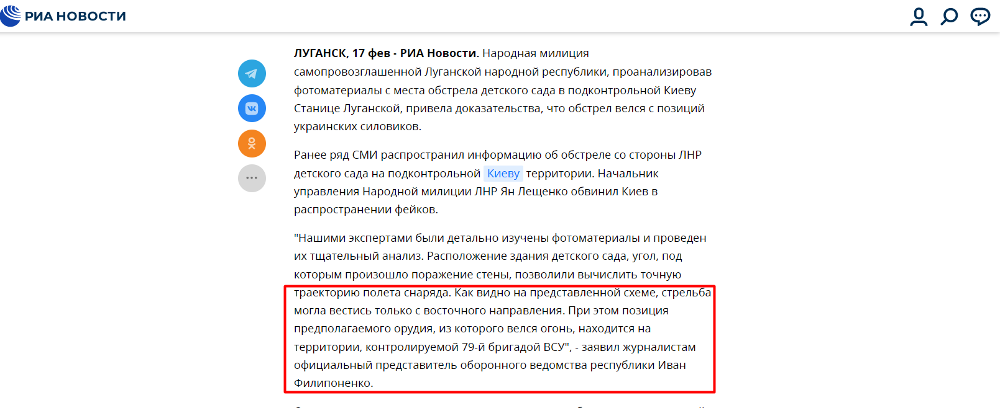 РИА НОВОСТИ
ЛУГАНСК, 17 фев - РИА Новости. Народная милиция
самопровозглашенной Луганской народной республики, проанализировав
фотоматериалы с места обстрела детского сада в подконтрольной Киеву
Станице Луганской, привела доказательства, что обстрел велся с позиций
украинских силовиков.
Ранее ряд СМИ распространил информацию об обстреле со стороны ЛНР
детского сада на подконтрольной Киеву территории. Начальник
управления Народной милиции ЛНР Ян Лещенко обвинил Киев в
распространении фейков.
"Нашими экспертами были детально изучены фотоматериалы и проведен
их тщательный анализ. Расположение здания детского сада, угол, под
которым произошло поражение стены, позволили вычислить точную
траекторию полета снаряда. Как видно на представленной схеме, стрельба
могла вестись только с восточного направления. При этом позиция
предполагаемого орудия, из которого велся огонь, находится на
территории, контролируемой 79-й бригадой ВСУ", - заявил журналистам
официальный представитель оборонного ведомства республики Иван
Филипоненко.